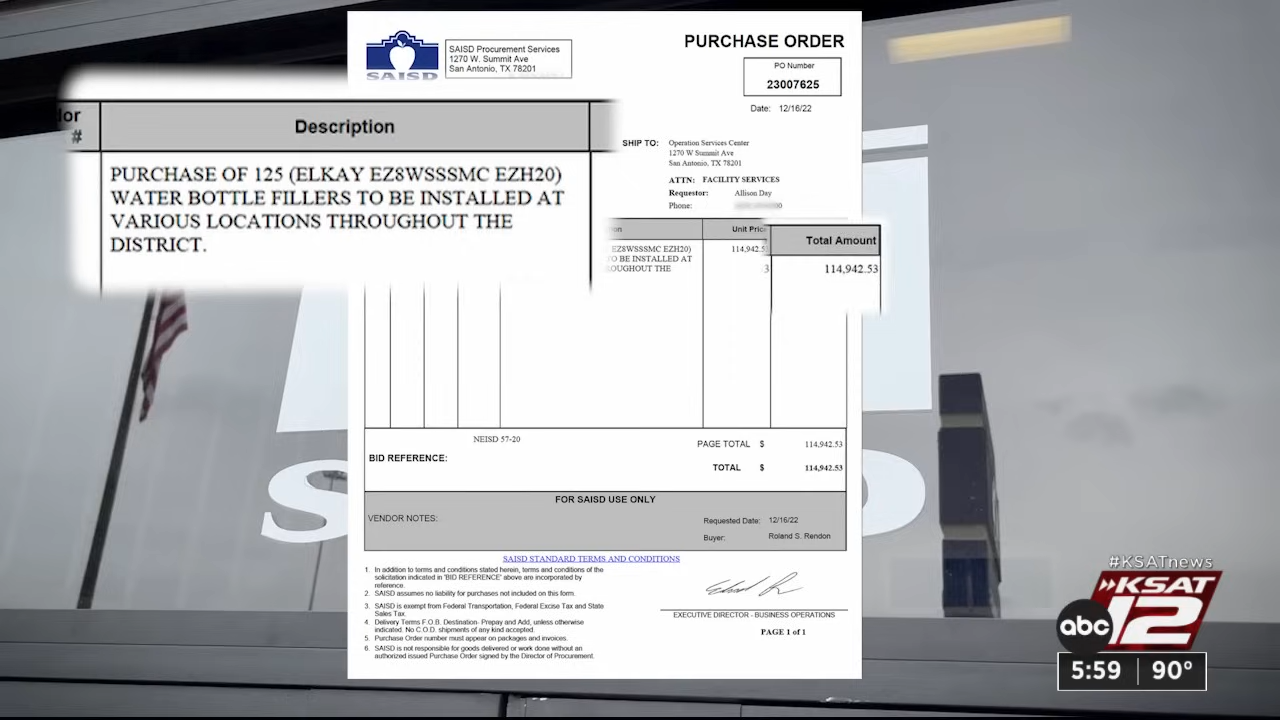 SAISD
SAISD Procurement Services
1270 W. Summit Ave
San Antonio, TX 78201
PURCHASE ORDER
PO Number
23007625
Date: 12/16/22
lor
#
Description
PURCHASE OF 125 (ELKAY EZ8WSSSMC EZH20)
WATER BOTTLE FILLERS TO BE INSTALLED AT
VARIOUS LOCATIONS THROUGHOUT THE
DISTRICT.
SHIP TO:
Operation Services Center
1270 W Summit Ave
San Antonio, TX 78201
ATTN: FACILITY SERVICES
Requestor: Allison Day
Phone:
Unit Price
Total Amount
EZ8WSSSMC EZH20)
TO BE INSTALLED AT
ROUGHOUT THE
114,942.5
3
114,942.53
NEISD 57-20
BID REFERENCE:
PAGE TOTAL $ 114,942.53
TOTAL $ 114,942.53
FOR SAISD USE ONLY
VENDOR NOTES:
Requested Date: 12/16/22
Buyer: Roland S. Rendon
SAISD STANDARD TERMS AND CONDITIONS
1. In addition to terms and conditions stated herein, terms and conditions of the
solicitation indicated in 'BID REFERENCE' above are incorporated by
reference.
2. SAISD assumes no liability for purchases not included on this form.
3. SAISD is exempt from Federal Transportation, Federal Excise Tax and State
Sales Tax.
4. Delivery Terms F.O.B. Destination- Prepay and Add, unless otherwise
indicated. No C.O.D. shipments of any kind accepted.
5. Purchase Order number must appear on packages and invoices.
6. SAISD is not responsible for goods delivered or work done without an
authorized issued Purchase Order signed by the Director of Procurement.
EXECUTIVE DIRECTOR - BUSINESS OPERATIONS
PAGE 1 of 1
#KSATnews
KSAT
abc 12
5:59 90°